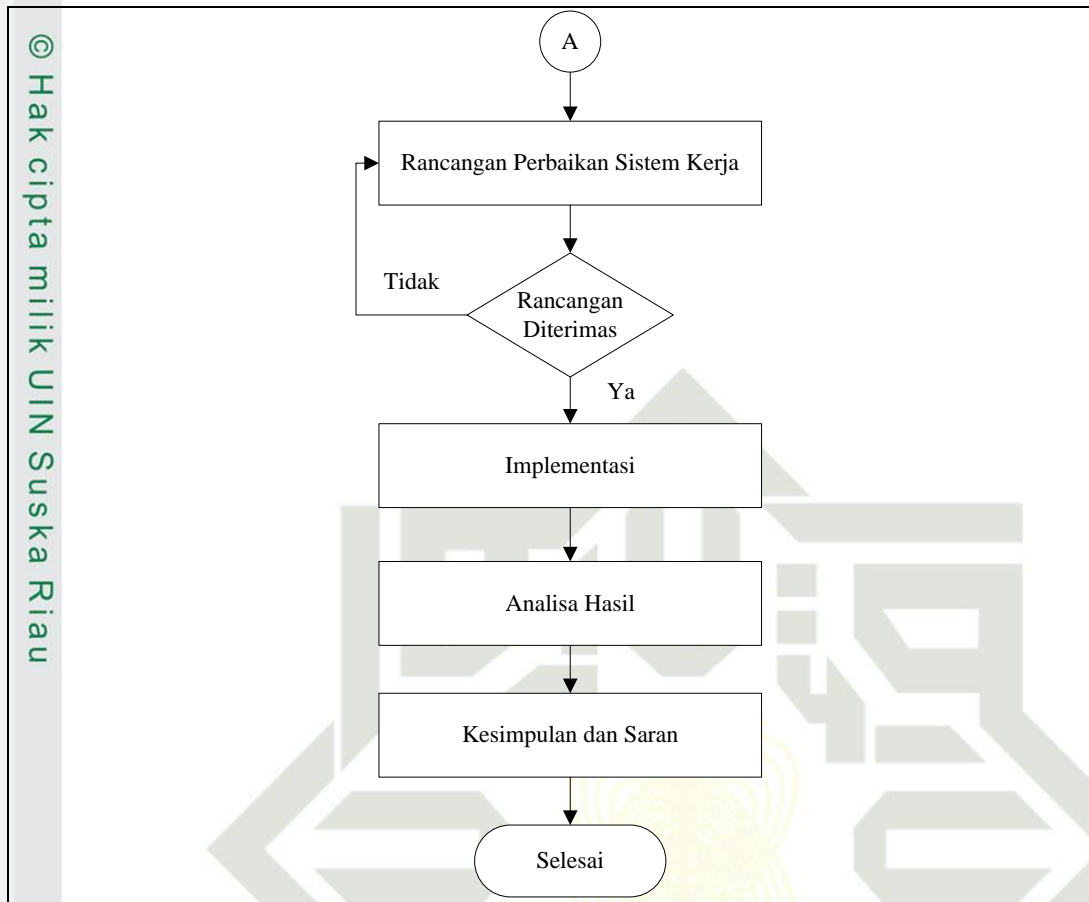 © Hak cipta milik UIN Suska Riau
A
Rancangan Perbaikan Sistem Kerja
Tidak
Rancangan
Diterimas
Ya
Implementasi
Analisa Hasil
Kesimpulan dan Saran
Selesai